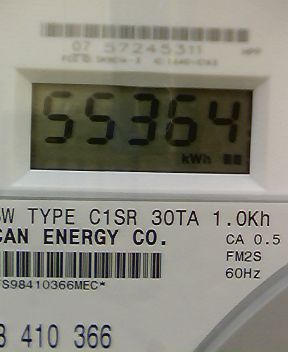 07 57245311
55364
kWh
W TYPE C1SR 30TA 1.0Kh
CAN ENERGY CO.
CA 0.5
FM2S
60Hz
S98410366MEC*
8 410 366